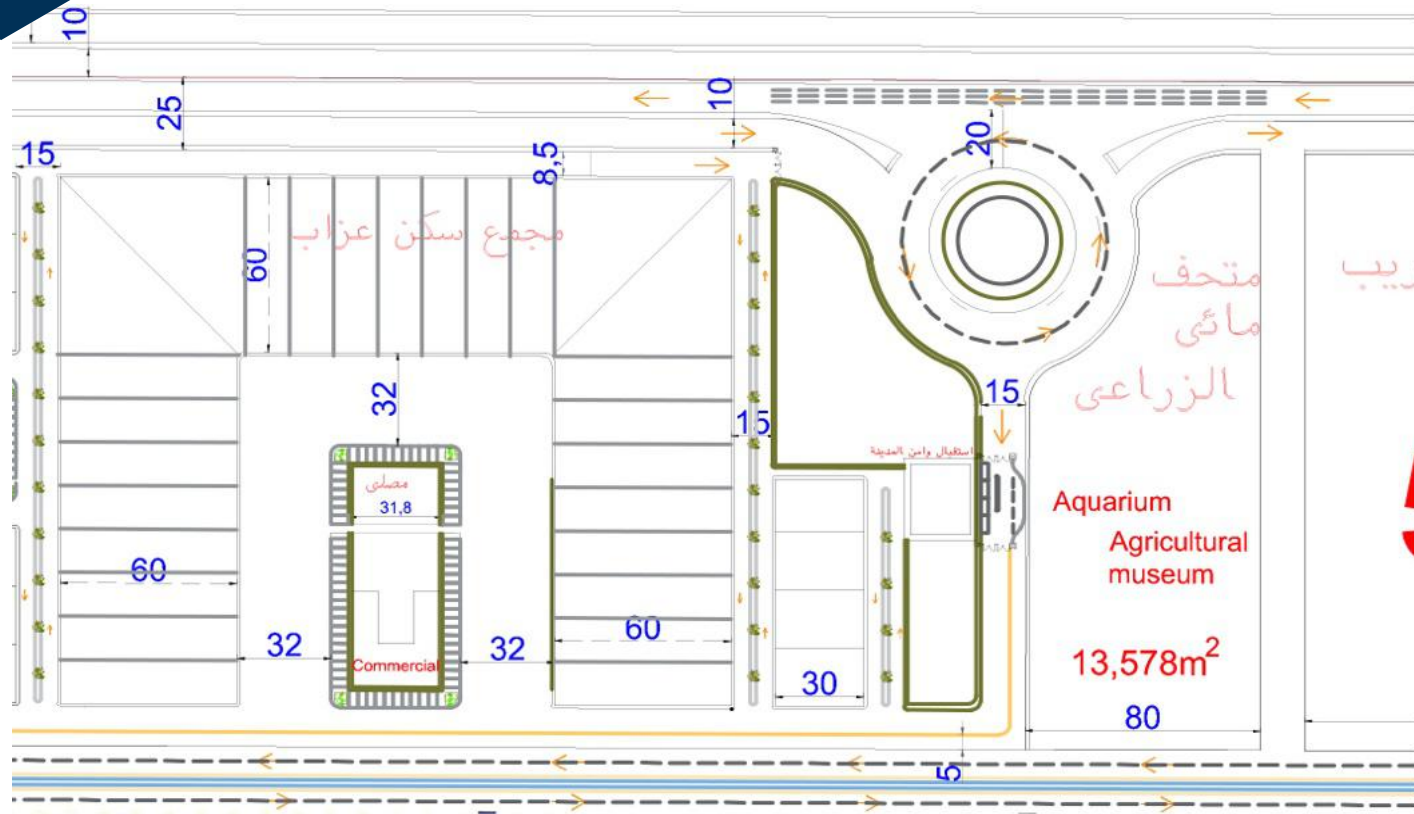 10
25
10
20
15
8,5
مجمع سكن عزاب
60
متحف
مائى
الزراعى
32
15
15
استقبال وامن المدينة
مصلى
31,8
Aquarium
Agricultural
museum
60
60
32
32
Commercial
13,578m²
30
80
5